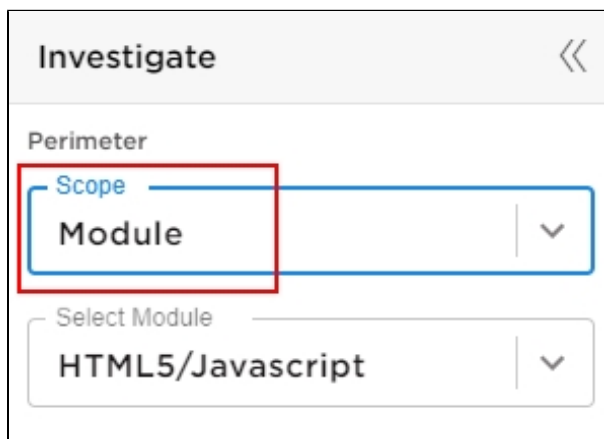 Investigate
Perimeter
Scope
Module
Select Module
HTML5/Javascript